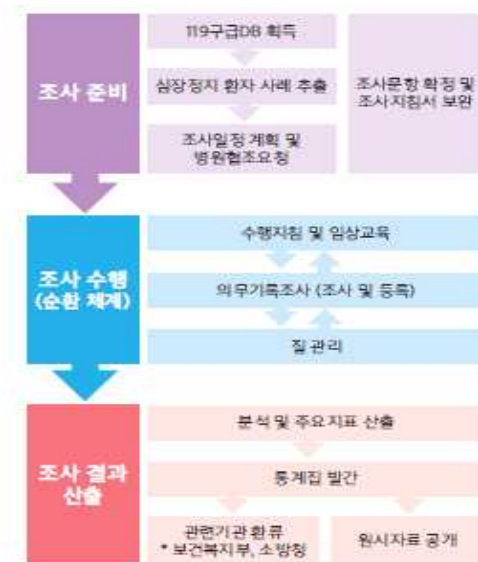 조사 준비
119구급DB 획득
심장정지 환자 사례 추출
조사일정 계획 및
병원협조요청
조사문항 확정 및
조사지침서 보완
조사 수행
(순환 체계)
수행지침 및 임상교육
의무기록조사 (조사 및 등록)
질 관리
조사 결과
산출
분석 및 주요지표 산출
통계집 발간
관련기관 환류
* 보건복지부, 소방청
원시자료 공개